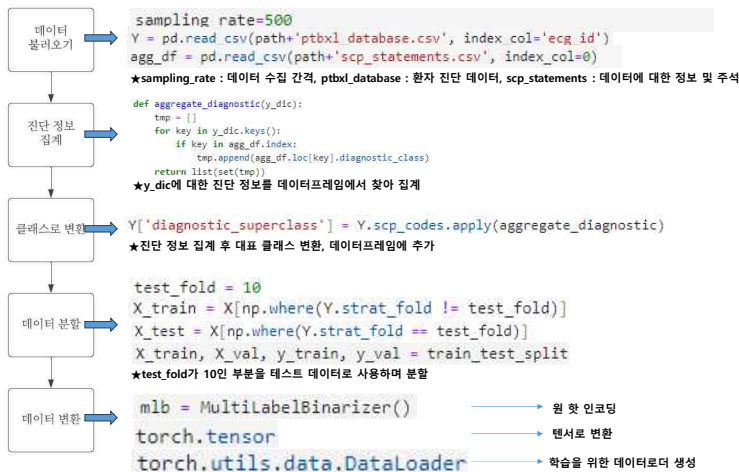 데이터
불러오기
sampling_rate=500
Y = pd.read_csv(path+'ptbxl_database.csv', index_col='ecg_id')
agg_df = pd.read_csv(path+'scp_statements.csv', index_col=0)
★sampling_rate : 데이터 수집 간격, ptbxl_database : 환자 진단 데이터, scp_statements : 데이터에 대한 정보 및 주석
진단 정보
집계
def aggregate_diagnostic(y_dic):
tmp = []
for key in y_dic.keys():
if key in agg_df.index:
tmp.append(agg_df.loc[key].diagnostic_class)
return list(set(tmp))
★y_dic에 대한 진단 정보를 데이터프레임에서 찾아 집계
클래스로 변환
Y['diagnostic_superclass'] = Y.scp_codes.apply(aggregate_diagnostic)
★진단 정보 집계 후 대표 클래스 변환, 데이터프레임에 추가
데이터 분할
test_fold = 10
X_train = X[np.where(Y.strat_fold != test_fold)]
X_test = X[np.where(Y.strat_fold == test_fold)]
X_train, X_val, y_train, y_val = train_test_split
★test_fold가 10인 부분을 테스트 데이터로 사용하며 분할
데이터 변환
mlb = MultiLabelBinarizer()
원 핫 인코딩
torch.tensor
텐서로 변환
torch.utils.data.DataLoader
학습을 위한 데이터로더 생성